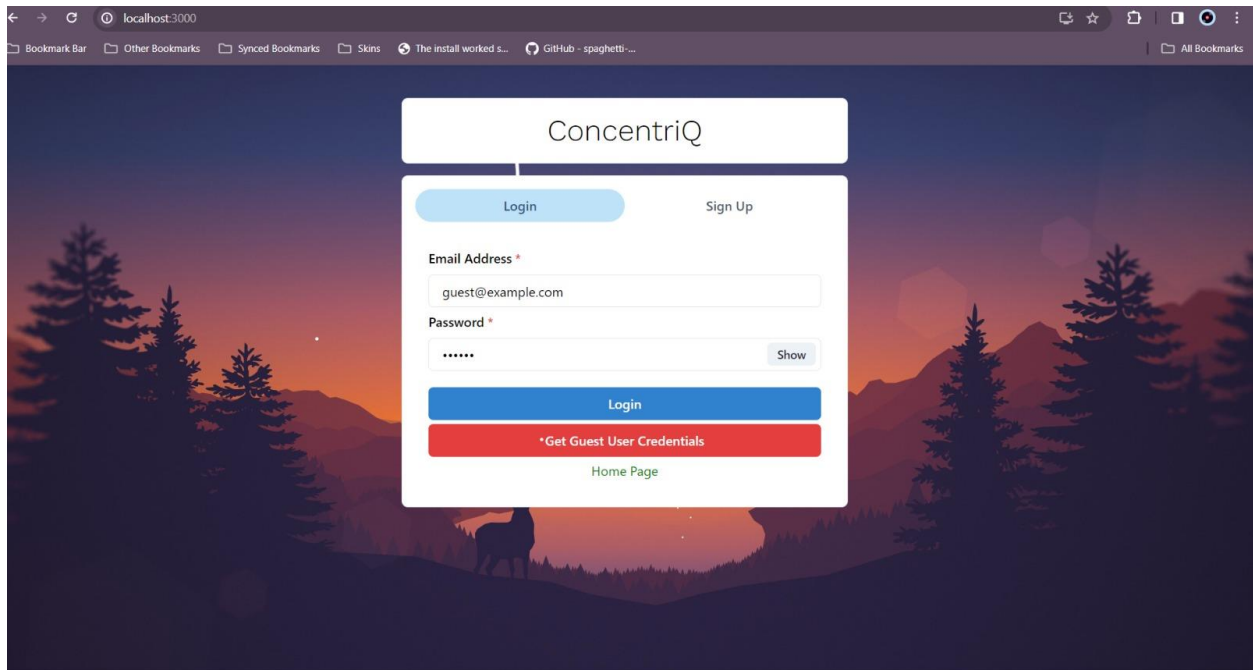 localhost:3000
Bookmark Bar Other Bookmarks Synced Bookmarks Skins The install worked s... GitHub - spaghetti-... All Bookmarks
ConcentriQ
Login Sign Up
Email Address *
guest@example.com
Password *
•••••• Show
Login
*Get Guest User Credentials
Home Page